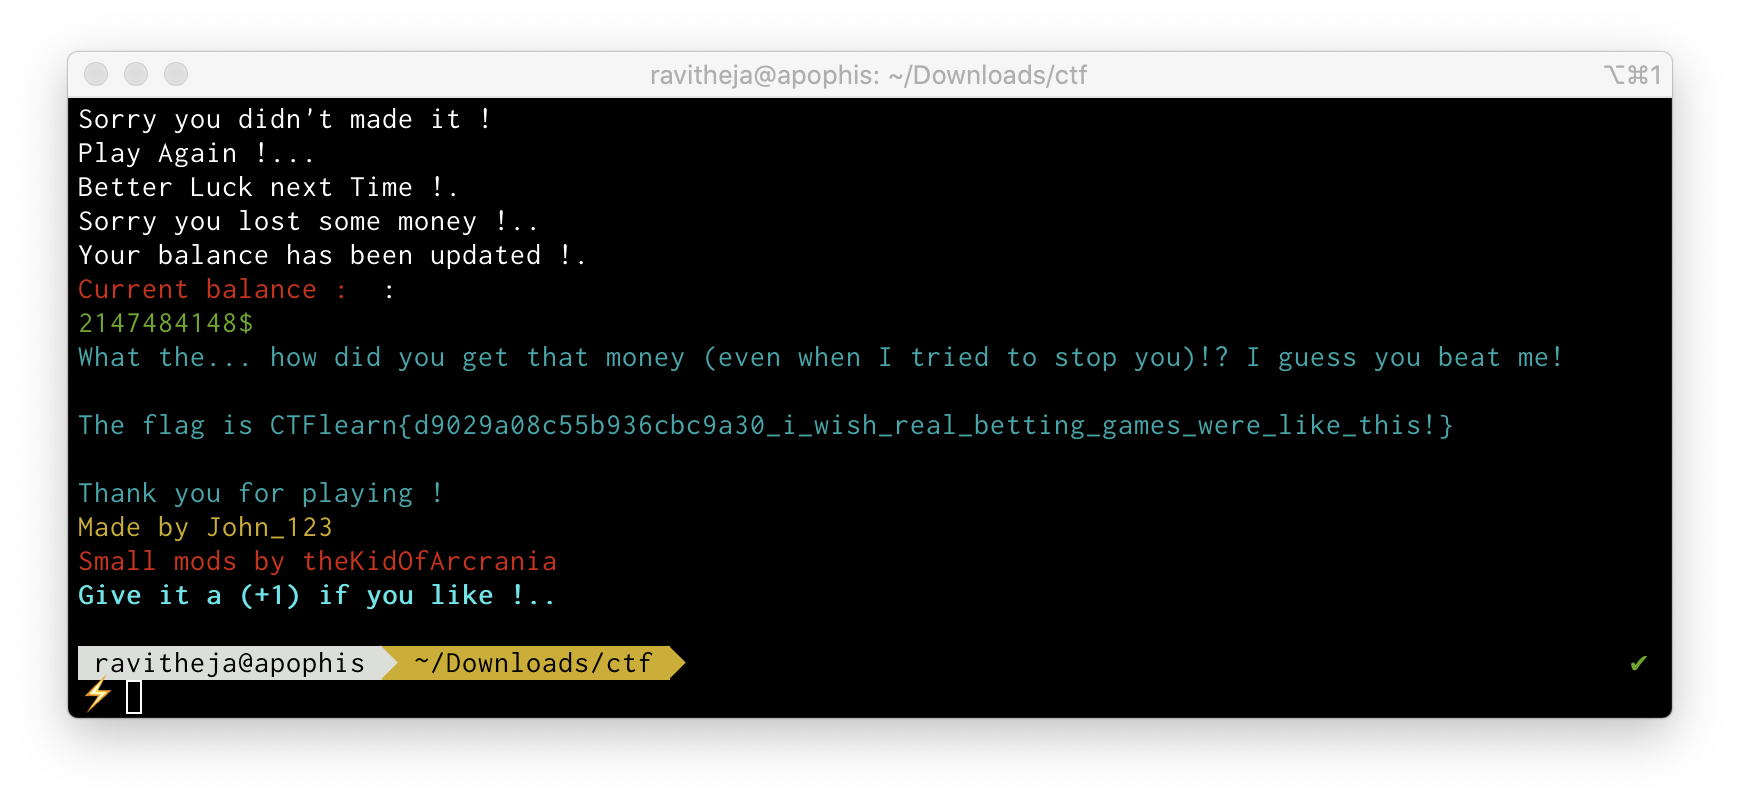 ravitheja@apophis: ~/Downloads/ctf ⌥⌘1
Sorry you didn't made it !
Play Again !...
Better Luck next Time !.
Sorry you lost some money !..
Your balance has been updated !.
Current balance :  :
2147484148$
What the... how did you get that money (even when I tried to stop you)!? I guess you beat me!
The flag is CTFlearn{d9029a08c55b936cbc9a30_i_wish_real_betting_games_were_like_this!}
Thank you for playing !
Made by John_123
Small mods by theKidOfArcrania
Give it a (+1) if you like !..
ravitheja@apophis ~/Downloads/ctf ✔
⚡